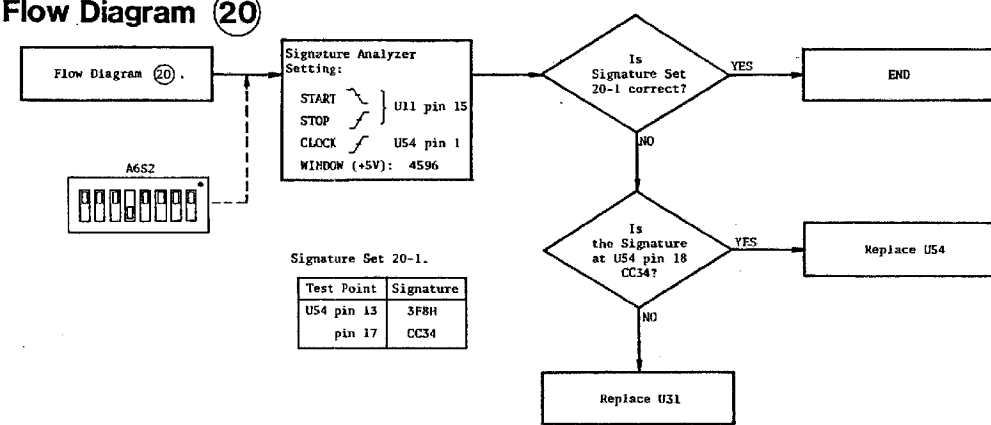 Flow Diagram 20
Flow Diagram 20 .
Signature Analyzer
Setting:
START
STOP
U11 pin 15
CLOCK
U54 pin 1
WINDOW (+5V): 4596
Is
Signature Set
20-1 correct?
YES
END
NO
A6S2
Is
the Signature
at U54 pin 18
CC34?
YES
Replace U54
NO
Replace U31
Signature Set 20-1.
Test Point Signature
U54 pin 13 3F8H
pin 17 CC34